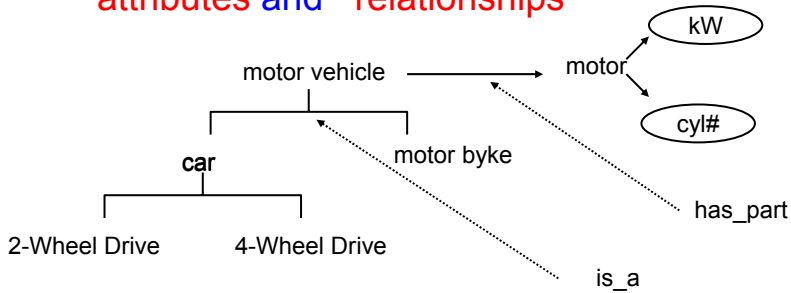 attributes and relationships
kW
motor vehicle
motor
cyl#
car
motor byke
has_part
2-Wheel Drive
4-Wheel Drive
is_a